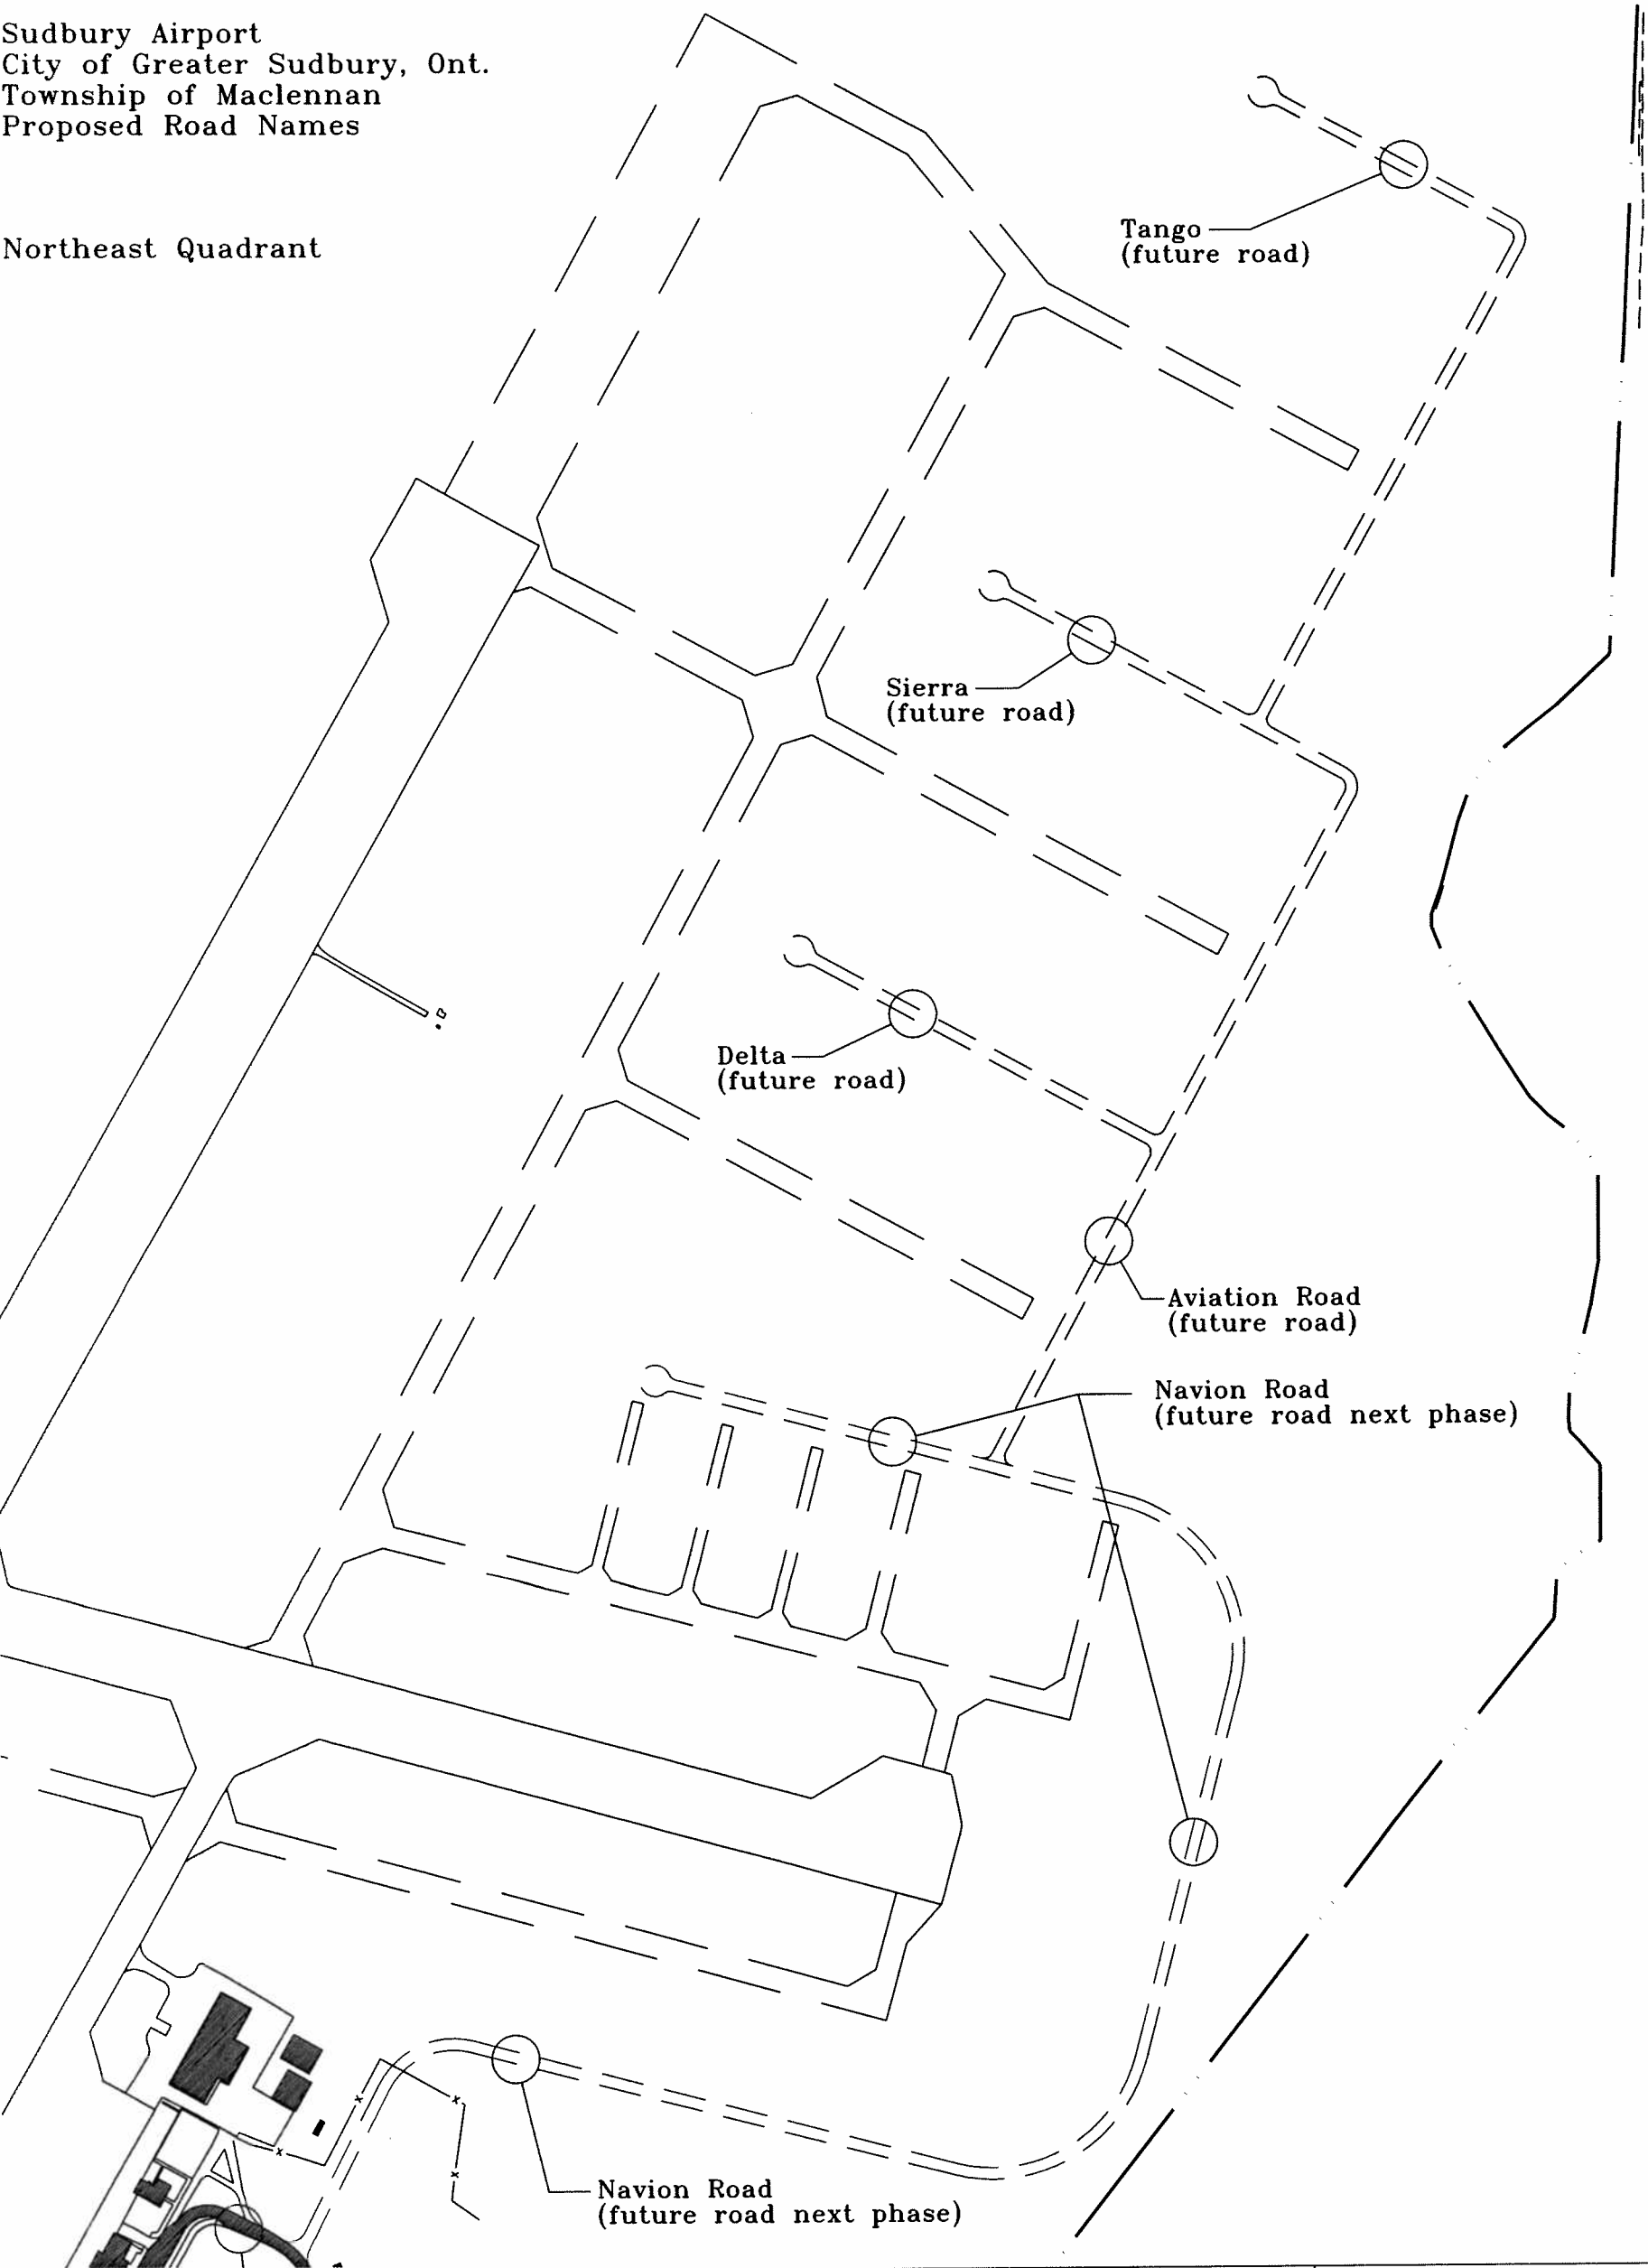 Sudbury Airport
City of Greater Sudbury, Ont.
Township of Maclennan
Proposed Road Names
Northeast Quadrant
Tango
(future road)
Sierra
(future road)
Delta
(future road)
Aviation Road
(future road)
Navion Road
(future road next phase)
Navion Road
(future road next phase)